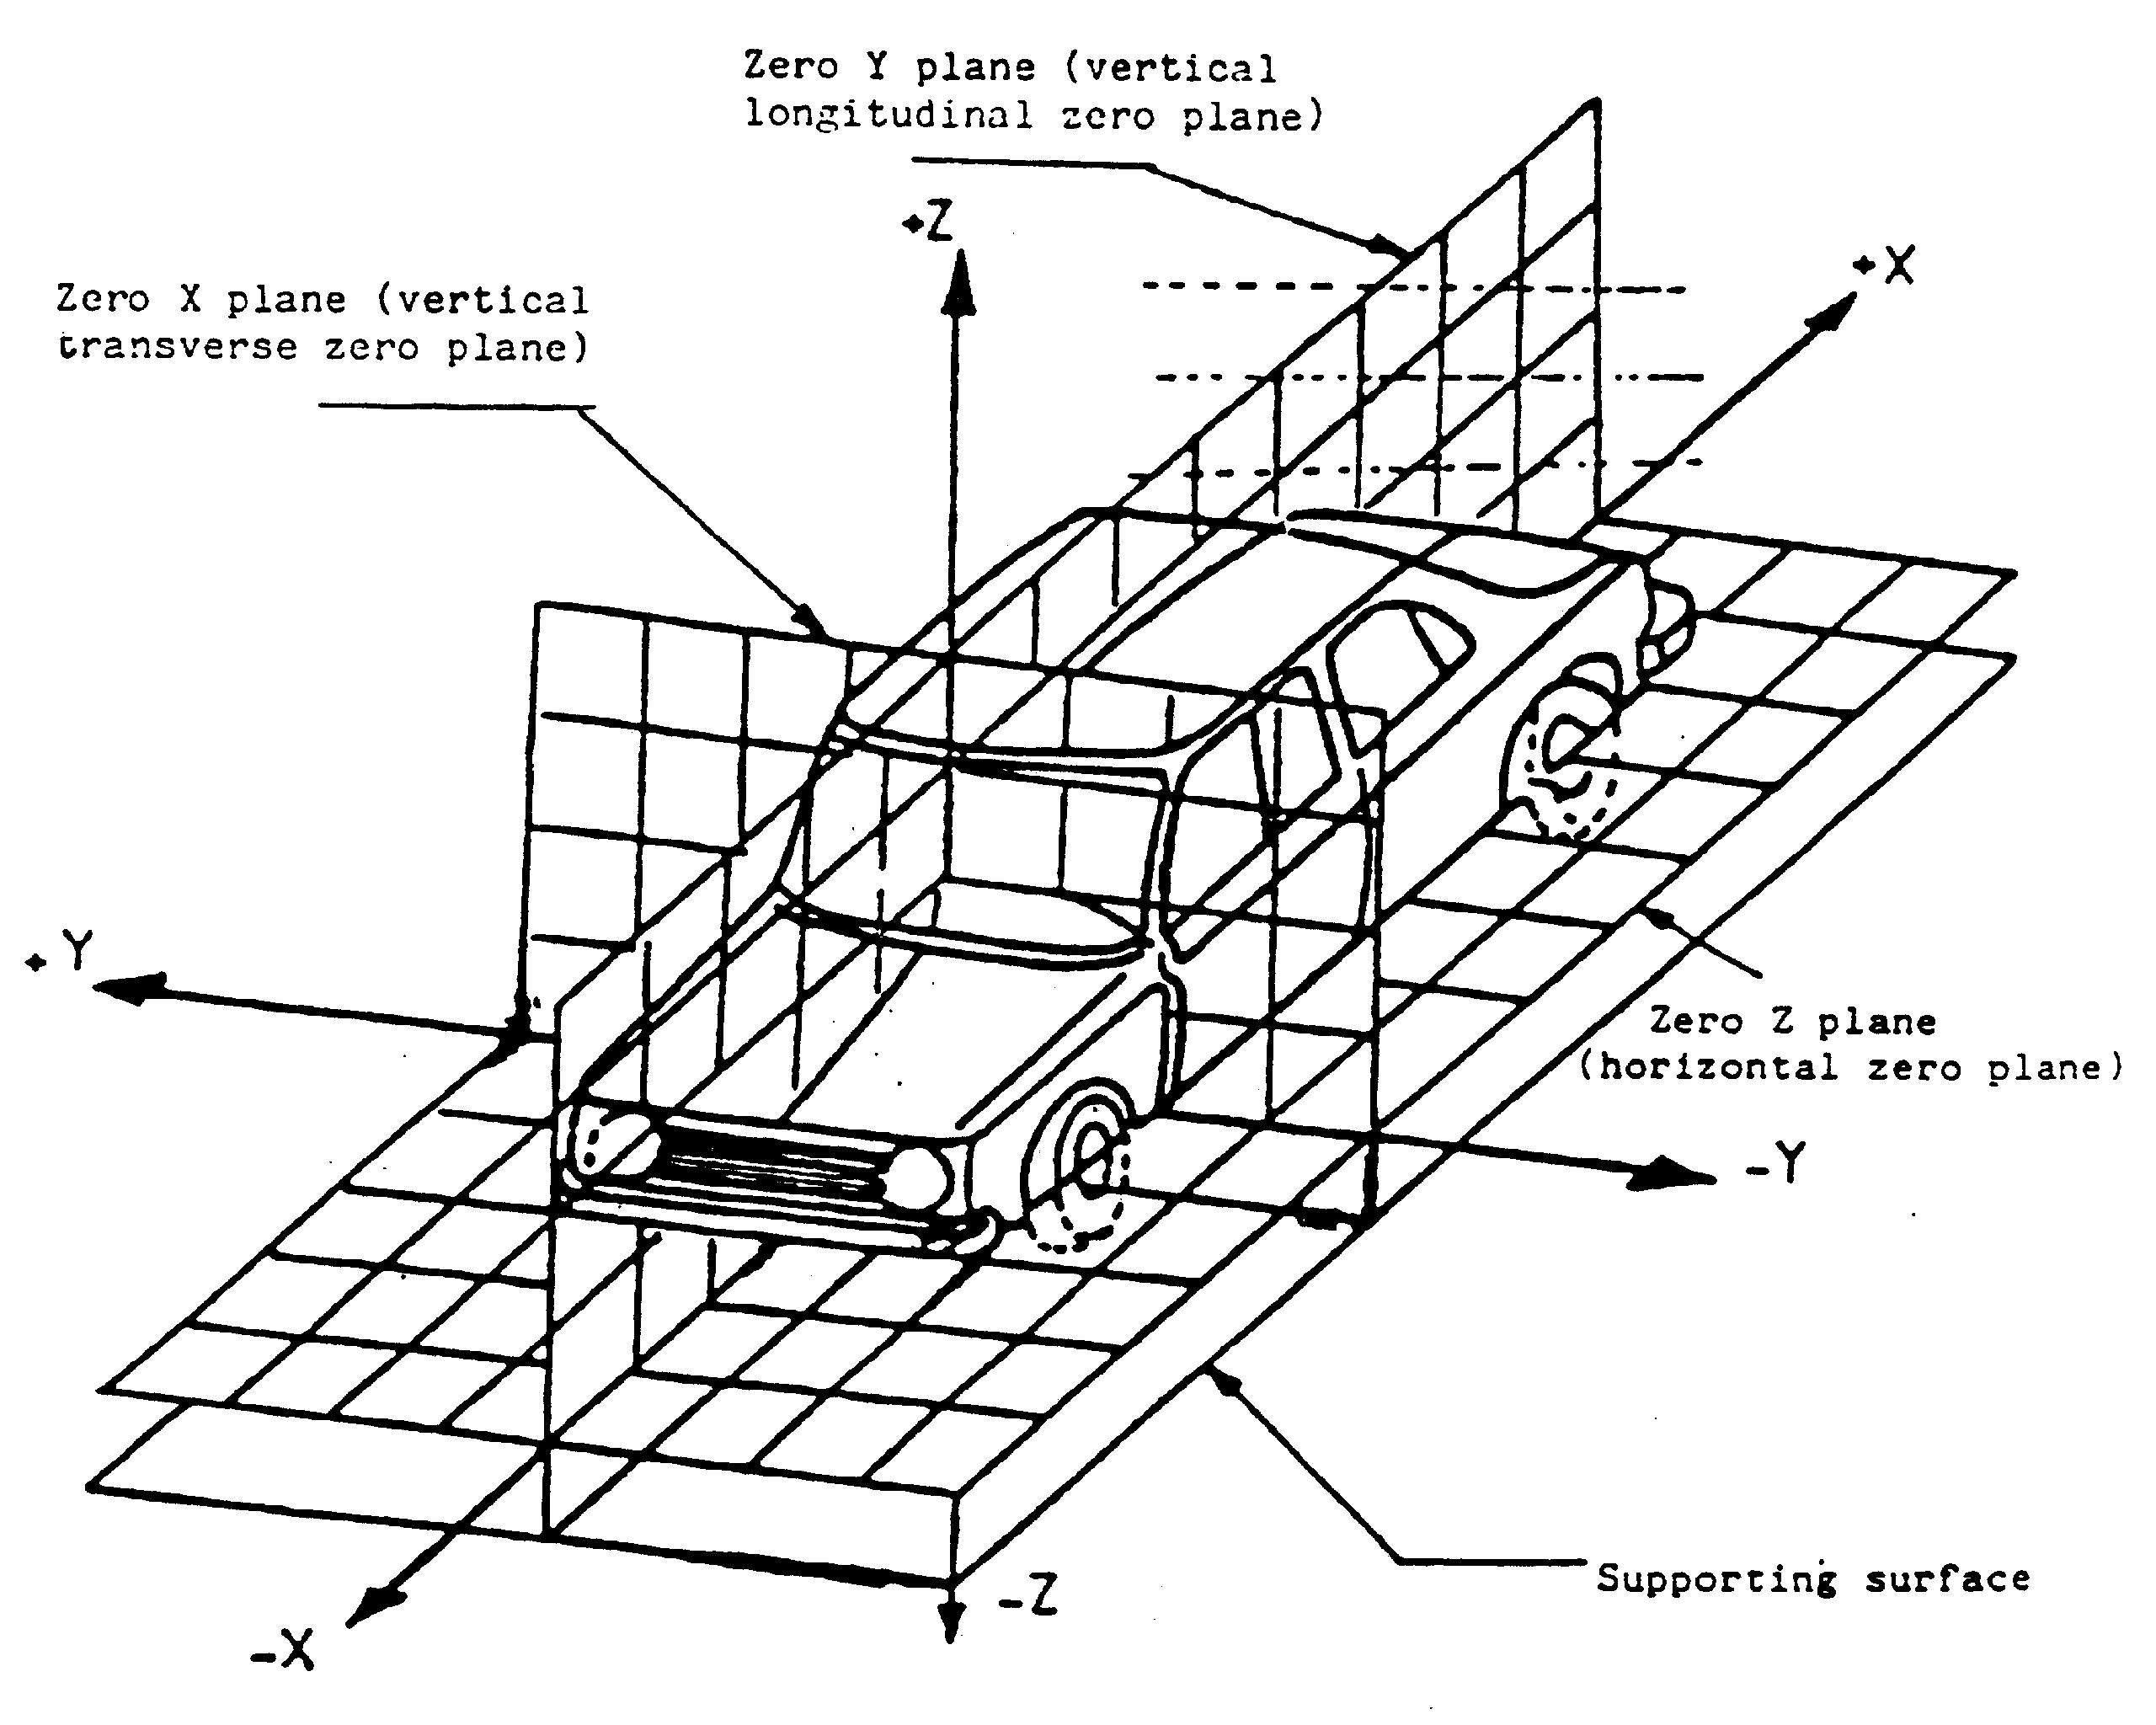 Zero Y plane (vertical
longitudinal zero plane)
+Z
+X
Zero X plane (vertical
transverse zero plane)
+Y
Zero Z plane
(horizontal zero plane)
-Y
Supporting surface
-Z
-X